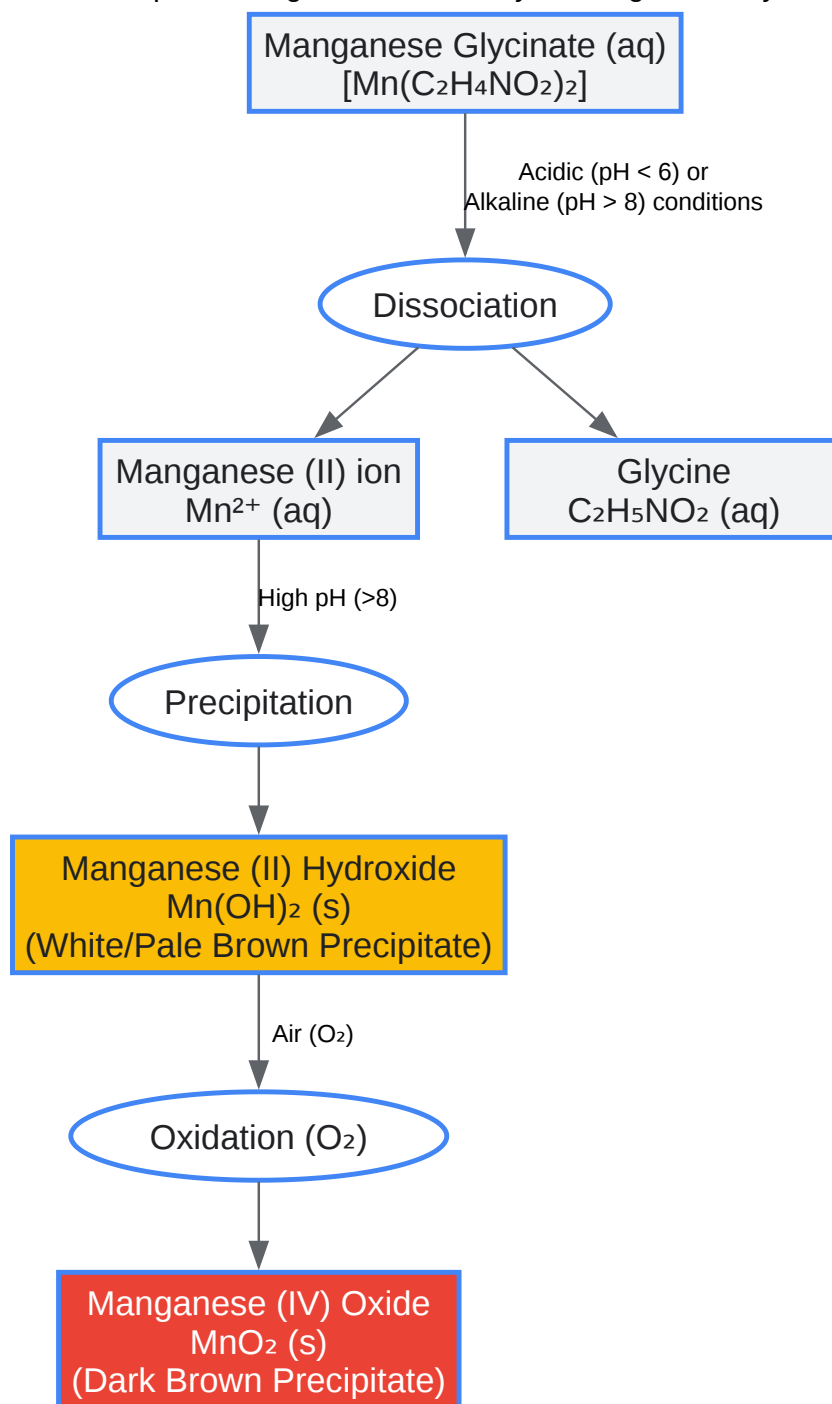 Manganese Glycinate (aq)
[Mn(C₂H₄NO₂)₂]
Acidic (pH < 6) or
Alkaline (pH > 8) conditions
Dissociation
Manganese (II) ion
Mn²⁺ (aq)
Glycine
C₂H₅NO₂ (aq)
High pH (>8)
Precipitation
Manganese (II) Hydroxide
Mn(OH)₂ (s)
(White/Pale Brown Precipitate)
Air (O₂)
Oxidation (O₂)
Manganese (IV) Oxide
MnO₂ (s)
(Dark Brown Precipitate)